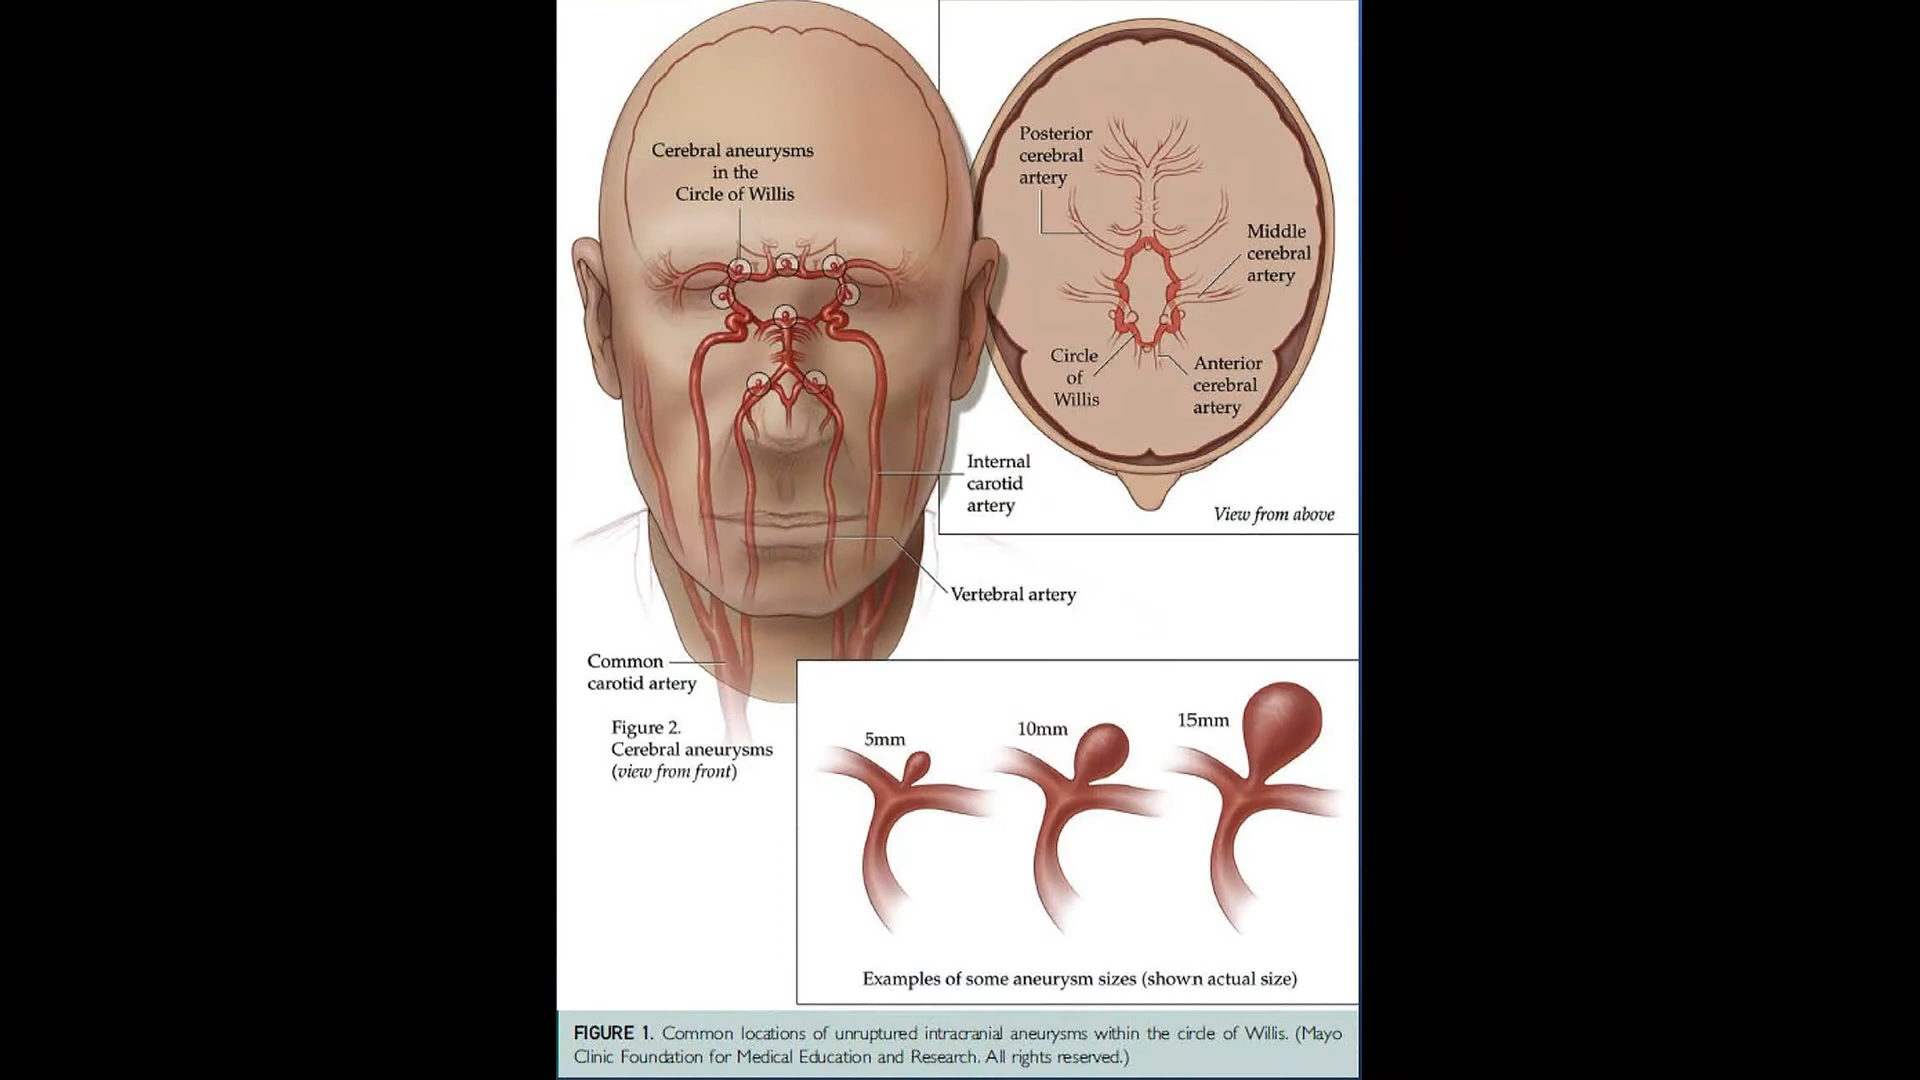 Cerebral aneurysms
in the
Circle of Willis
Posterior
cerebral
artery
Middle
cerebral
artery
Circle
of
Willis
Anterior
cerebral
artery
Internal
carotid
artery
View from above
Vertebral artery
Common
carotid artery
Figure 2.
Cerebral aneurysms
(view from front)
5mm
10mm
15mm
Examples of some aneurysm sizes (shown actual size)
FIGURE 1. Common locations of unruptured intracranial aneurysms within the circle of Willis. (Mayo
Clinic Foundation for Medical Education and Research. All rights reserved.)